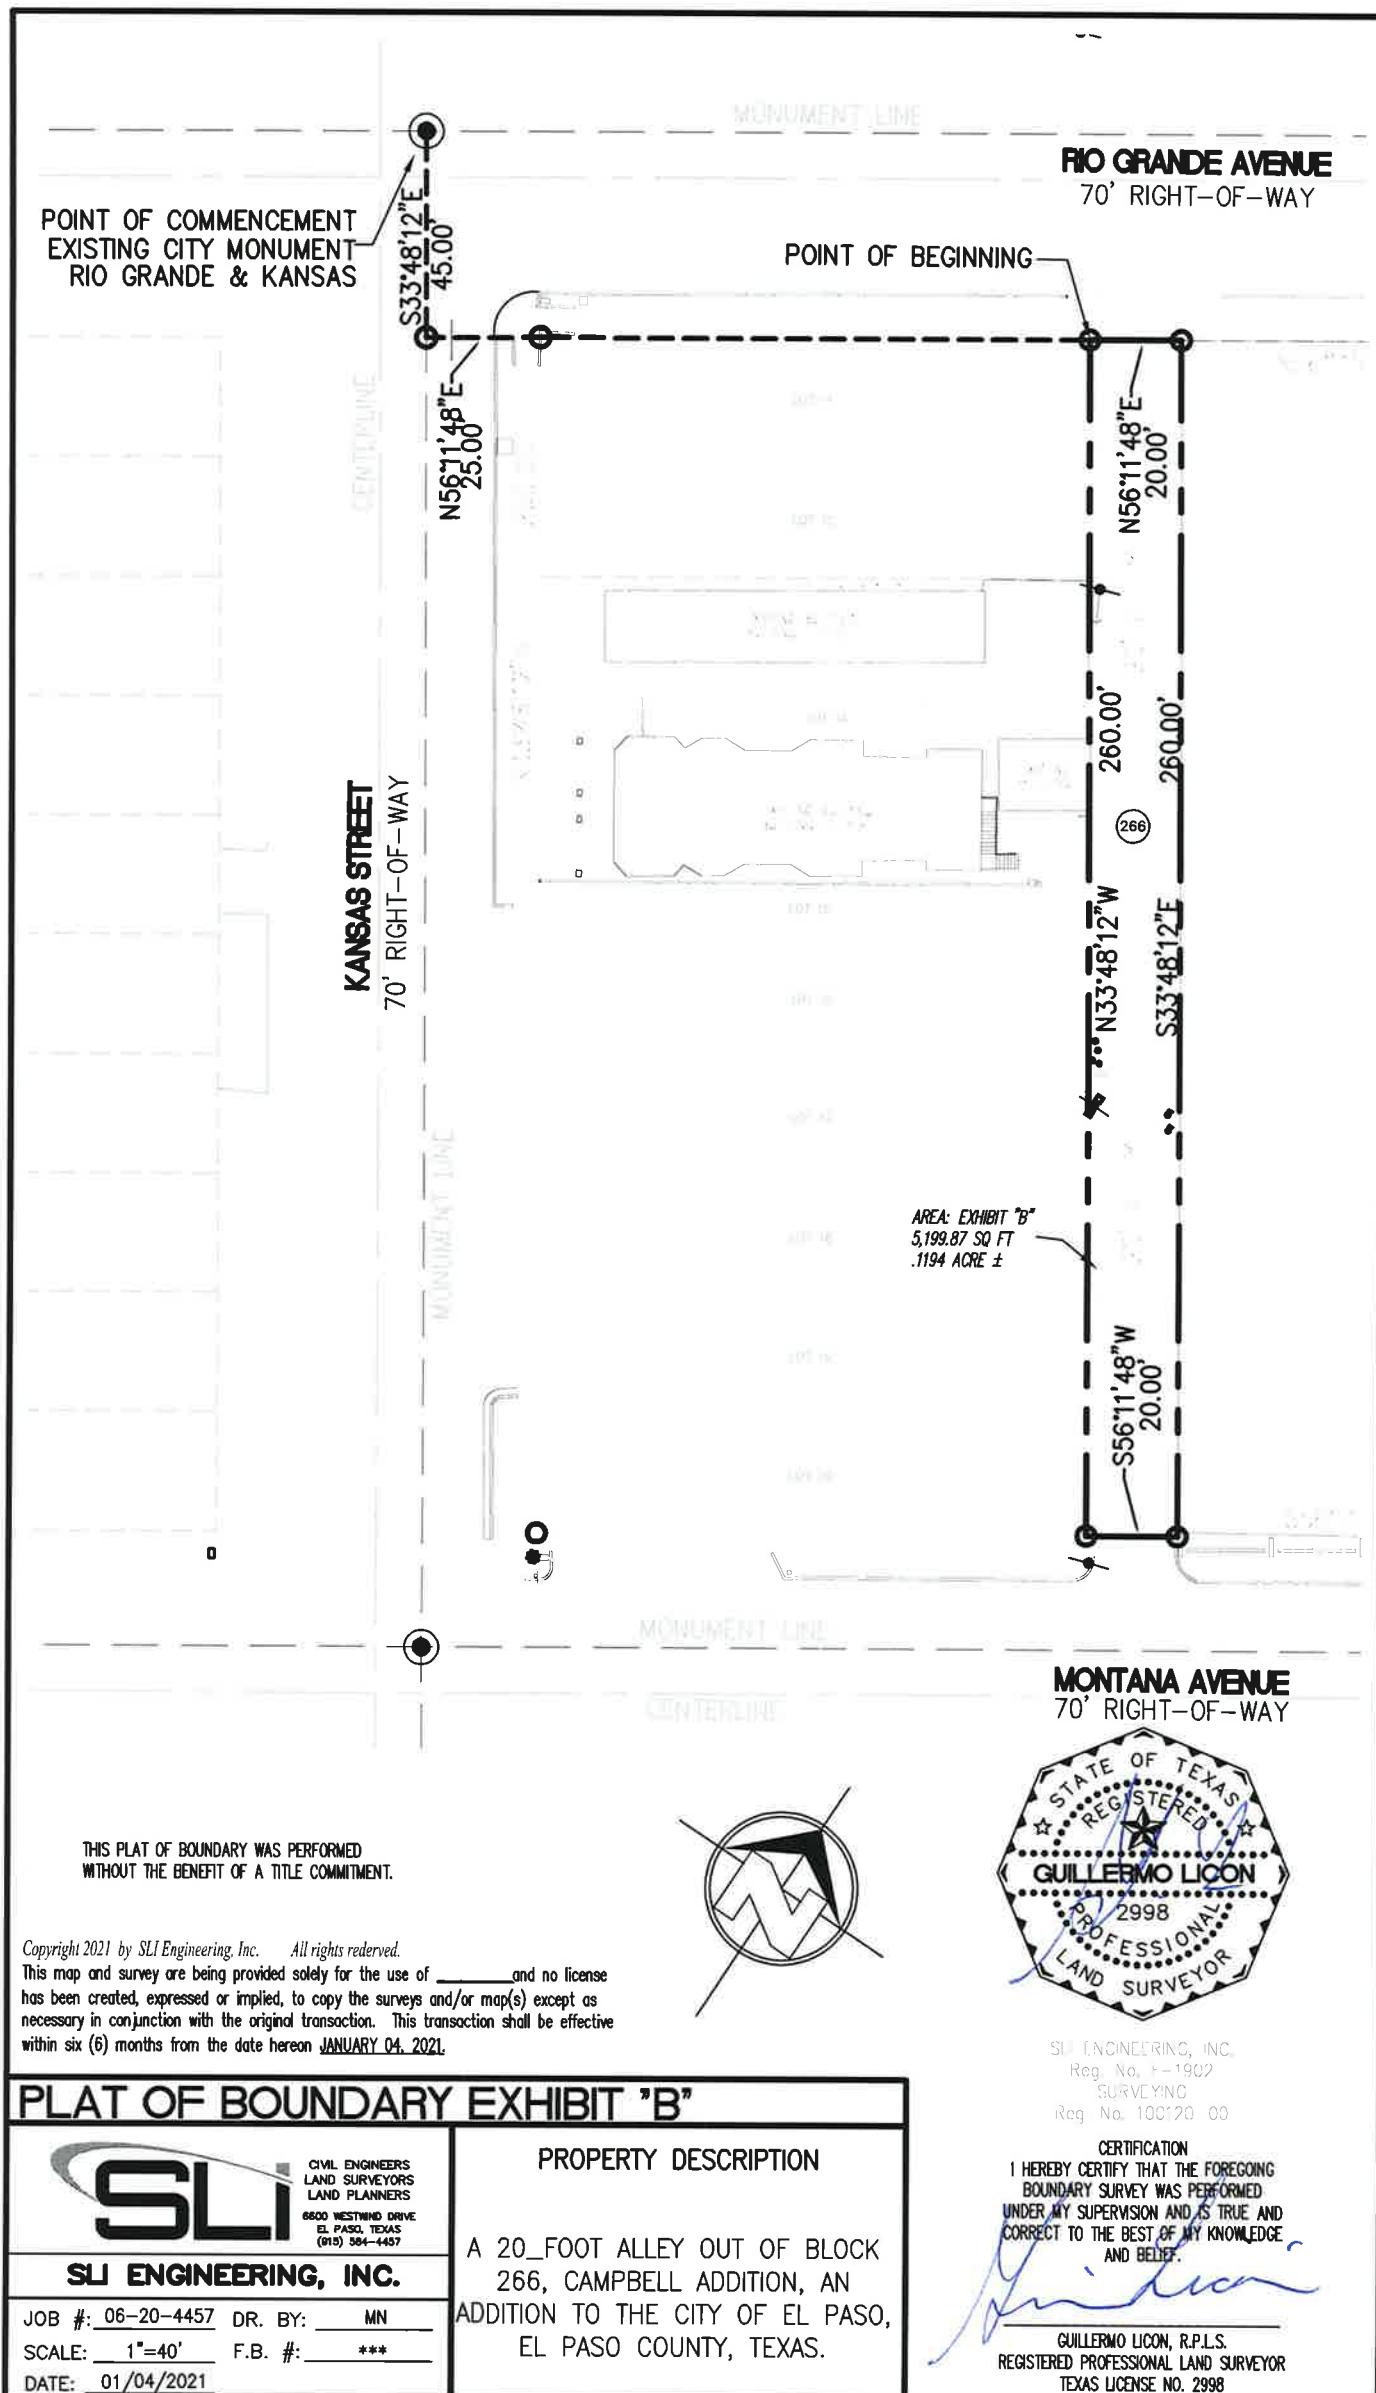 MONUMENT LINE
RIO GRANDE AVENUE
70' RIGHT-OF-WAY
POINT OF COMMENCEMENT
EXISTING CITY MONUMENT
RIO GRANDE & KANSAS
S33°48'12"E
45.00'
POINT OF BEGINNING
N56°11'48"E
25.00'
N56°11'48"E
20.00'
CENTERLINE
KANSAS STREET
70' RIGHT-OF-WAY
260.00'
260.00'
266
N33°48'12"W
S33°48'12"E
MONUMENT LINE
AREA: EXHIBIT "B"
5,199.87 SQ FT
.1194 ACRE ±
S56°11'48"W
20.00'
MONUMENT LINE
MONTANA AVENUE
70' RIGHT-OF-WAY
CENTERLINE
STATE OF TEXAS
REGISTERED
GUILLERMO LICON
2998
PROFESSIONAL
LAND SURVEYOR
THIS PLAT OF BOUNDARY WAS PERFORMED
WITHOUT THE BENEFIT OF A TITLE COMMITMENT.
N
Copyright 2021 by SLI Engineering, Inc. All rights rederved.
This map and survey are being provided solely for the use of ________and no license
has been created, expressed or implied, to copy the surveys and/or map(s) except as
necessary in conjunction with the original transaction. This transaction shall be effective
within six (6) months from the date hereon JANUARY 04, 2021.
SLI ENGINEERING, INC.
Reg. No. F-1902
SURVEYING
Reg. No. 100120 00
PLAT OF BOUNDARY EXHIBIT "B"
SLI
CIVIL ENGINEERS
LAND SURVEYORS
LAND PLANNERS
6600 WESTWIND DRIVE
EL PASO, TEXAS
(915) 584-4457
SLI ENGINEERING, INC.
JOB #: 06-20-4457 DR. BY: MN
SCALE: 1"=40' F.B. #: ***
DATE: 01/04/2021
PROPERTY DESCRIPTION
A 20_FOOT ALLEY OUT OF BLOCK
266, CAMPBELL ADDITION, AN
ADDITION TO THE CITY OF EL PASO,
EL PASO COUNTY, TEXAS.
CERTIFICATION
I HEREBY CERTIFY THAT THE FOREGOING
BOUNDARY SURVEY WAS PERFORMED
UNDER MY SUPERVISION AND IS TRUE AND
CORRECT TO THE BEST OF MY KNOWLEDGE
AND BELIEF.
GUILLERMO LICON, R.P.L.S.
REGISTERED PROFESSIONAL LAND SURVEYOR
TEXAS LICENSE NO. 2998